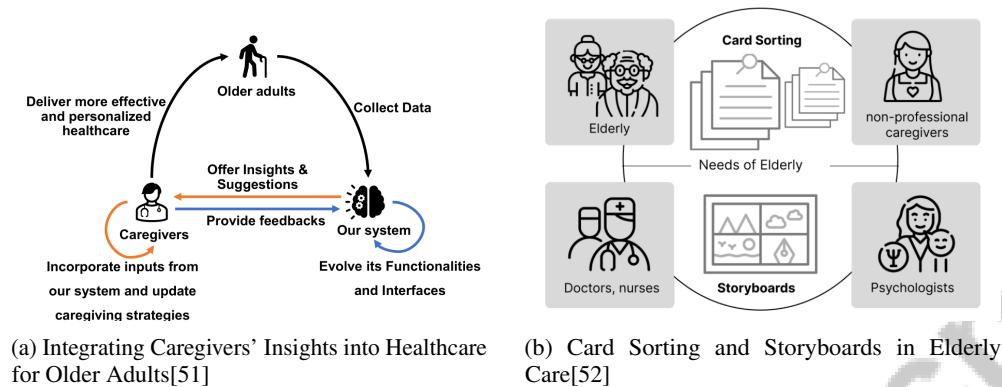 Older adults
Deliver more effective
and personalized
healthcare
Collect Data
Offer Insights &
Suggestions
Provide feedbacks
Caregivers
Our system
Incorporate inputs from
our system and update
caregiving strategies
Evolve its Functionalities
and Interfaces
(a) Integrating Caregivers' Insights into Healthcare
for Older Adults[51]
Card Sorting
Elderly
non-professional
caregivers
Needs of Elderly
Doctors, nurses
Storyboards
Ψ
Psychologists
(b) Card Sorting and Storyboards in Elderly
Care[52]